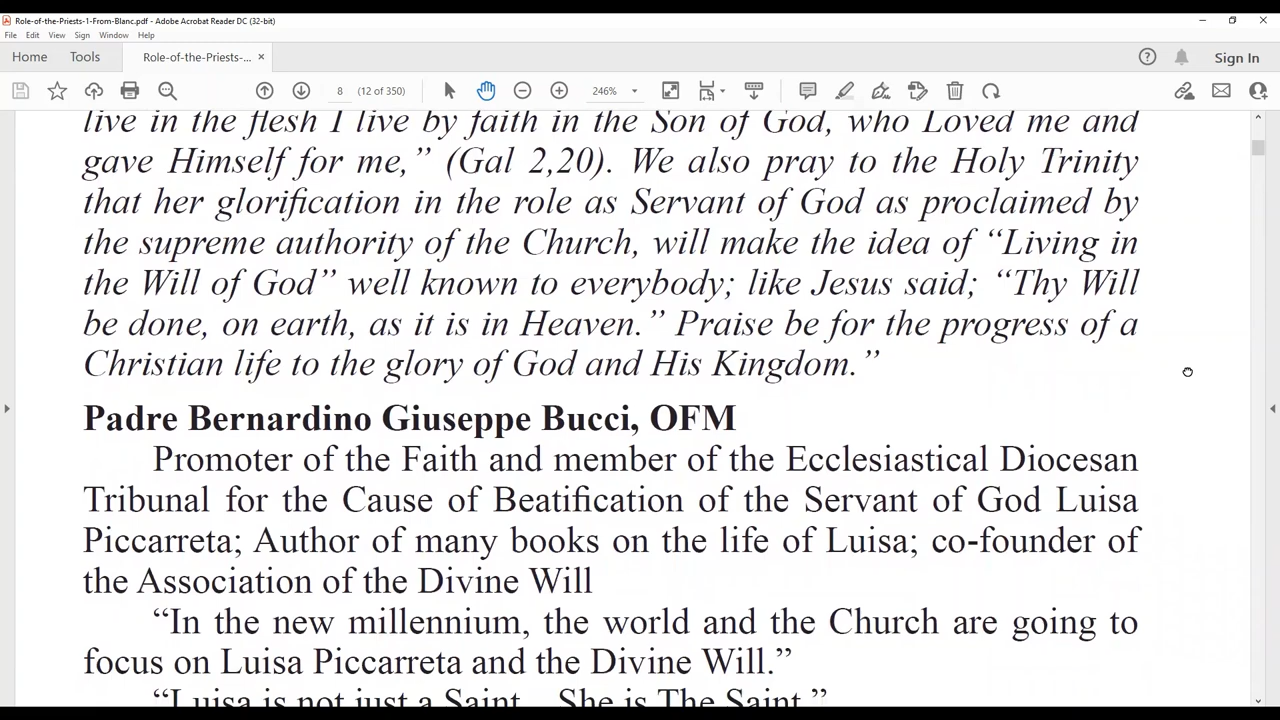 Role-of-the-Priests-1-From-Blanc.pdf - Adobe Acrobat Reader DC (32-bit)
File Edit View Sign Window Help
Home Tools Role-of-the-Priests-... × Sign In
8 (12 of 350) 246%
live in the flesh I live by faith in the Son of God, who Loved me and
gave Himself for me,” (Gal 2,20). We also pray to the Holy Trinity
that her glorification in the role as Servant of God as proclaimed by
the supreme authority of the Church, will make the idea of “Living in
the Will of God” well known to everybody; like Jesus said; “Thy Will
be done, on earth, as it is in Heaven.” Praise be for the progress of a
Christian life to the glory of God and His Kingdom.”
Padre Bernardino Giuseppe Bucci, OFM
Promoter of the Faith and member of the Ecclesiastical Diocesan
Tribunal for the Cause of Beatification of the Servant of God Luisa
Piccarreta; Author of many books on the life of Luisa; co-founder of
the Association of the Divine Will
“In the new millennium, the world and the Church are going to
focus on Luisa Piccarreta and the Divine Will.”
“Luisa is not just a Saint... She is The Saint.”